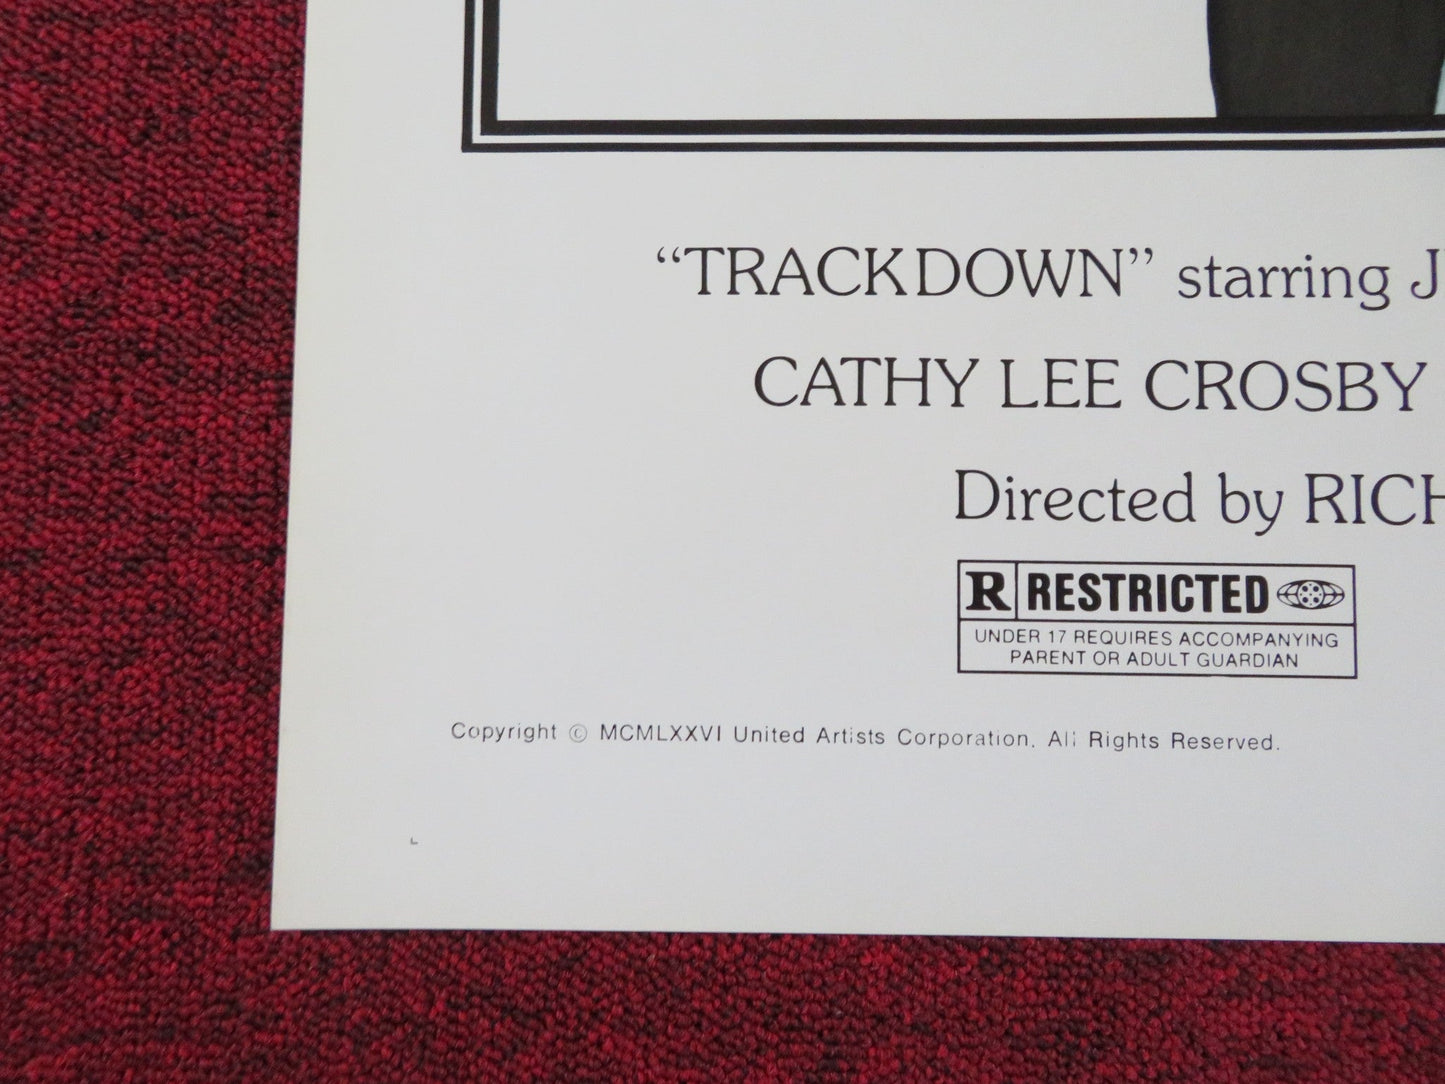 “TRACKDOWN” starring J
CATHY LEE CROSBY
Directed by RICH
R RESTRICTED
UNDER 17 REQUIRES ACCOMPANYING
PARENT OR ADULT GUARDIAN
Copyright © MCMLXXVI United Artists Corporation. All Rights Reserved.